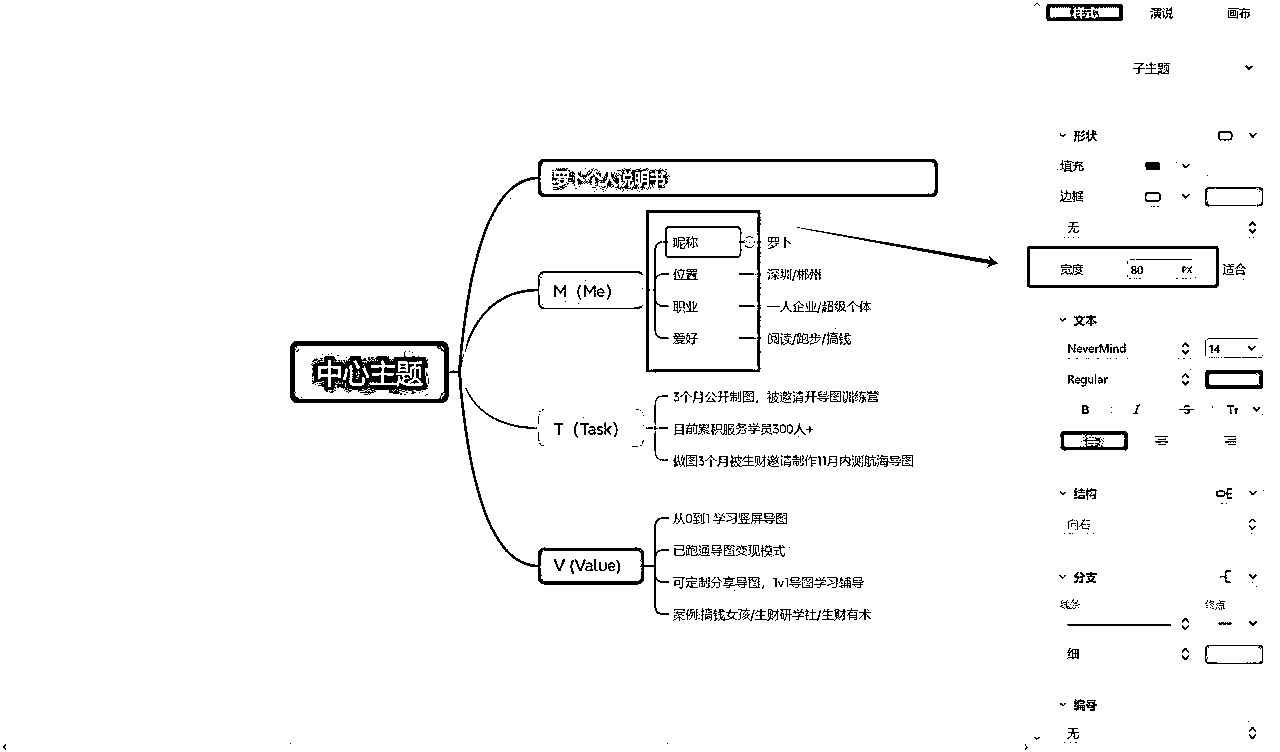 罗卜个人说明书
中心主题
M (Me)
昵称
罗卜
位置
深圳/郴州
职业
一人企业/超级个体
爱好
阅读/跑步/搞钱
T (Task)
3个月公开制图，被邀请开导图训练营
目前累积服务学员300人+
做图3个月被生财邀请制作11月内测航海导图
V (Value)
从0到1学习竖屏导图
已跑通导图变现模式
可定制分享导图，1v1导图学习辅导
案例:搞钱女孩/生财研学社/生财有术
样式 演说 画布
子主题
形状
填充
边框
无
宽度 80 px 适合
文本
NeverMind 14
Regular
B I S Tr
结构
向右
分支
线条 终点
细
编号
无